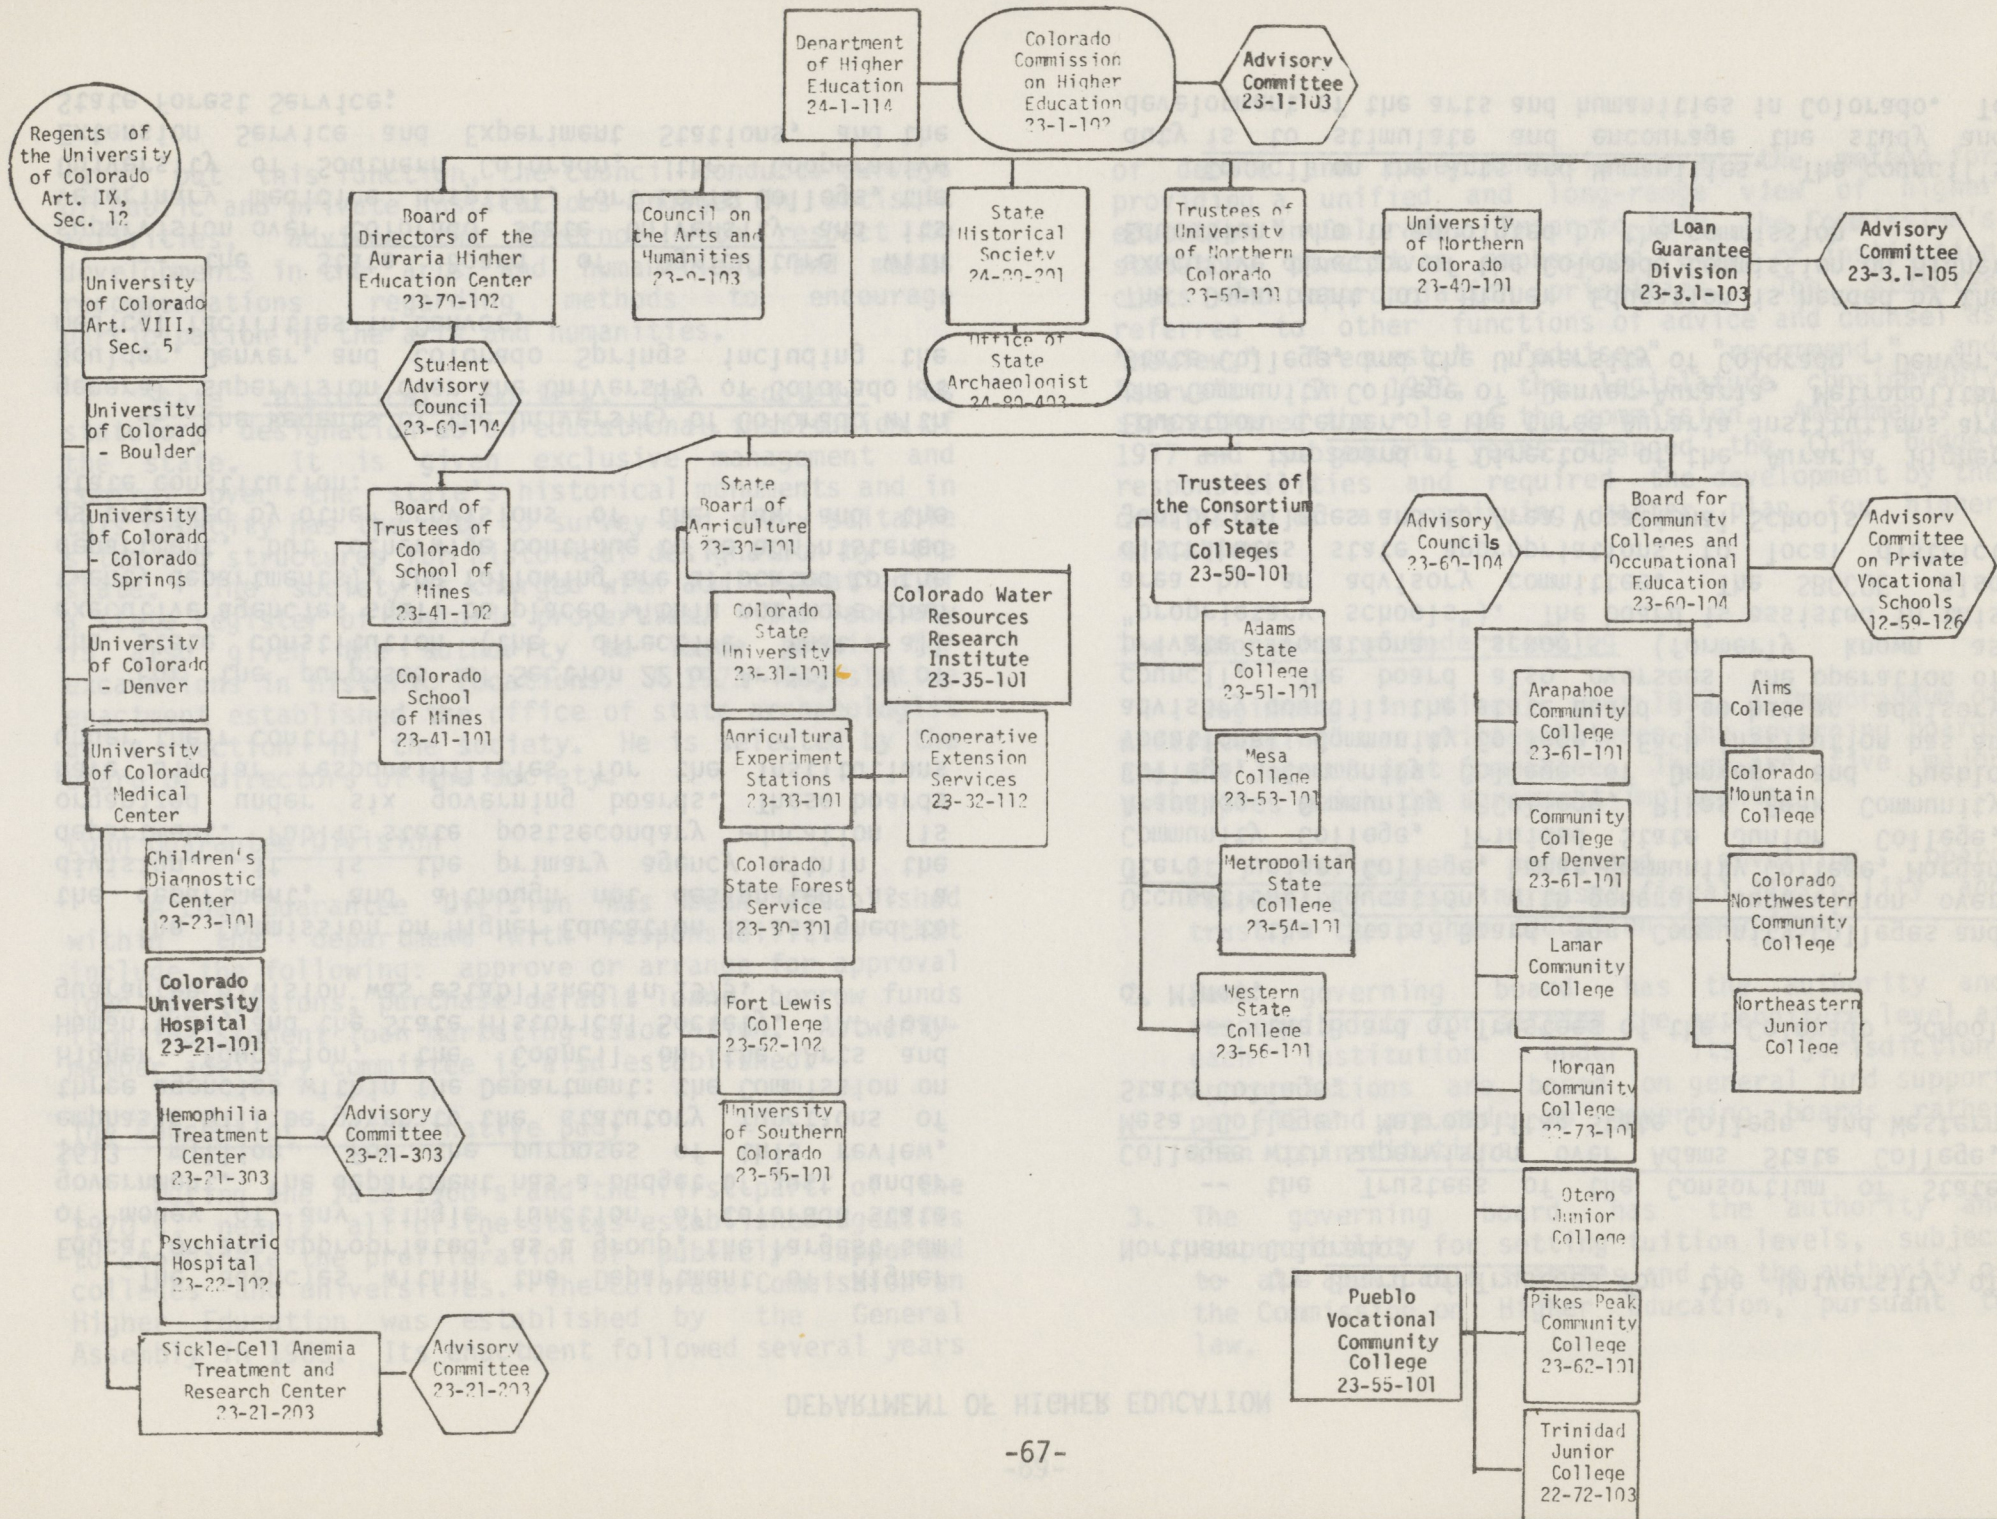 Department
of Higher
Education
24-1-114
Colorado
Commission
on Higher
Education
23-1-102
Advisory
Committee
23-1-103
Regents of
the University
of Colorado
Art. IX,
Sec. 12
University
of Colorado
Art. VIII,
Sec. 5
University
of Colorado
- Boulder
University
of Colorado
- Colorado
Springs
University
of Colorado
- Denver
University
of Colorado
Medical
Center
Children's
Diagnostic
Center
23-23-101
Colorado
University
Hospital
23-21-101
Hemophilia
Treatment
Center
23-21-303
Advisory
Committee
23-21-303
Psychiatric
Hospital
23-22-102
Sickle-Cell Anemia
Treatment and
Research Center
23-21-203
Advisory
Committee
23-21-203
Board of
Directors of the
Auraria Higher
Education Center
23-70-102
Student
Advisory
Council
23-60-104
Council on
the Arts and
Humanities
23-9-103
State
Historical
Society
24-80-201
Office of
State
Archaeologist
24-80-403
Trustees of
University
of Northern
Colorado
23-50-101
University
of Northern
Colorado
23-40-101
Loan
Guarantee
Division
23-3.1-103
Advisory
Committee
23-3.1-105
Board of
Trustees of
Colorado
School of
Mines
23-41-102
Colorado
School
of Mines
23-41-101
State
Board of
Agriculture
23-30-101
Colorado
State
University
23-31-101
Colorado Water
Resources
Research
Institute
23-35-101
Agricultural
Experiment
Stations
23-33-101
Cooperative
Extension
Services
23-32-112
Colorado
State Forest
Service
23-30-301
Fort Lewis
College
23-52-102
University
of Southern
Colorado
23-55-101
Trustees of
the Consortium
of State
Colleges
23-50-101
Adams
State
College
23-51-101
Mesa
College
23-53-101
Metropolitan
State
College
23-54-101
Western
State
College
23-56-101
Advisory
Councils
23-60-104
Board for
Community
Colleges and
Occupational
Education
23-60-104
Advisory
Committee
on Private
Vocational
Schools
12-59-126
Arapahoe
Community
College
23-61-101
Community
College
of Denver
23-61-101
Lamar
Community
College
Morgan
Community
College
22-73-101
Otero
Junior
College
Pueblo
Vocational
Community
College
23-55-101
Pikes Peak
Community
College
23-62-101
Trinidad
Junior
College
22-72-103
Aims
College
Colorado
Mountain
College
Colorado
Northwestern
Community
College
Northeastern
Junior
College
-67-